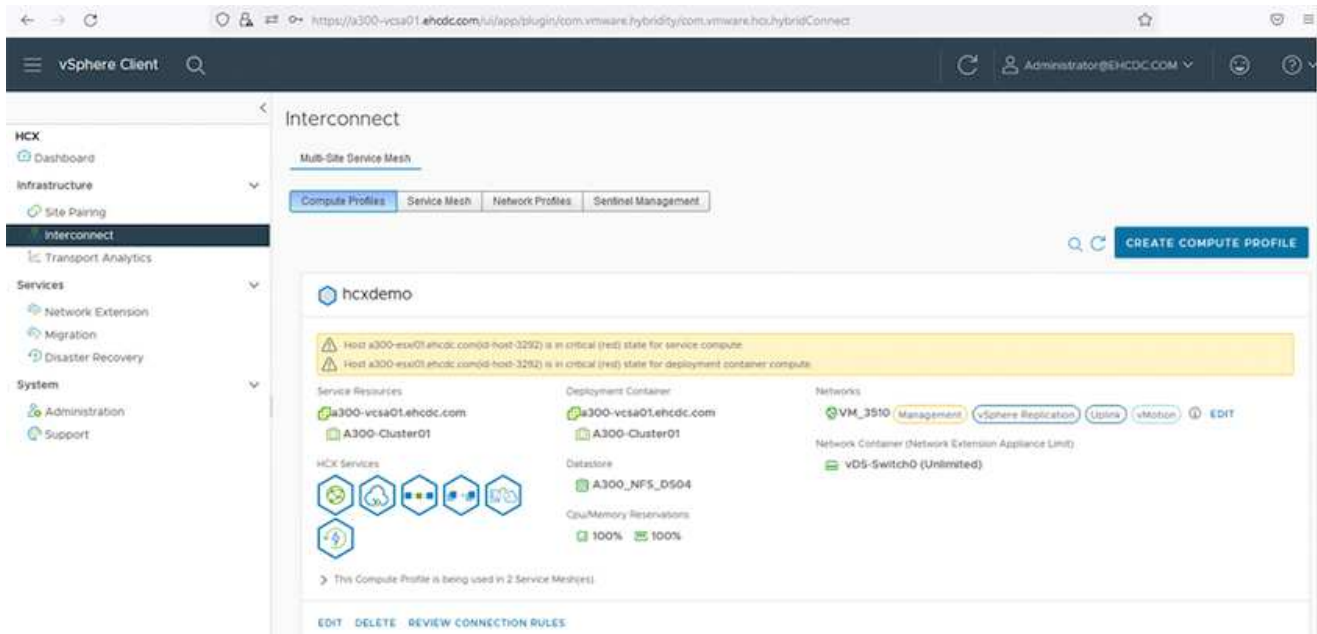 https://a300-vcsa01.ehcdc.com/ui/app/plugin/com.vmware.hybridity/com.vmware.hcx.hybridConnect
vSphere Client
Administrator@EHCDC.COM
HCX
Dashboard
Infrastructure
Site Pairing
Interconnect
Transport Analytics
Services
Network Extension
Migration
Disaster Recovery
System
Administration
Support
Interconnect
Multi-Site Service Mesh
Compute Profiles Service Mesh Network Profiles Sentinel Management
CREATE COMPUTE PROFILE
hcxdemo
Host a300-esxi01.ehcdc.com(id-host-3292) is in critical (red) state for service compute.
Host a300-esxi01.ehcdc.com(id-host-3292) is in critical (red) state for deployment container compute.
Service Resources
a300-vcsa01.ehcdc.com
A300-Cluster01
HCX Services
Deployment Container
a300-vcsa01.ehcdc.com
A300-Cluster01
Datastore
A300_NFS_DS04
Cpu/Memory Reservations
100% 100%
Networks
VM_3510 Management vSphere Replication Uplink vMotion EDIT
Network Container (Network Extension Appliance Limit)
vDS-Switch0 (Unlimited)
This Compute Profile is being used in 2 Service Mesh(es)
EDIT DELETE REVIEW CONNECTION RULES